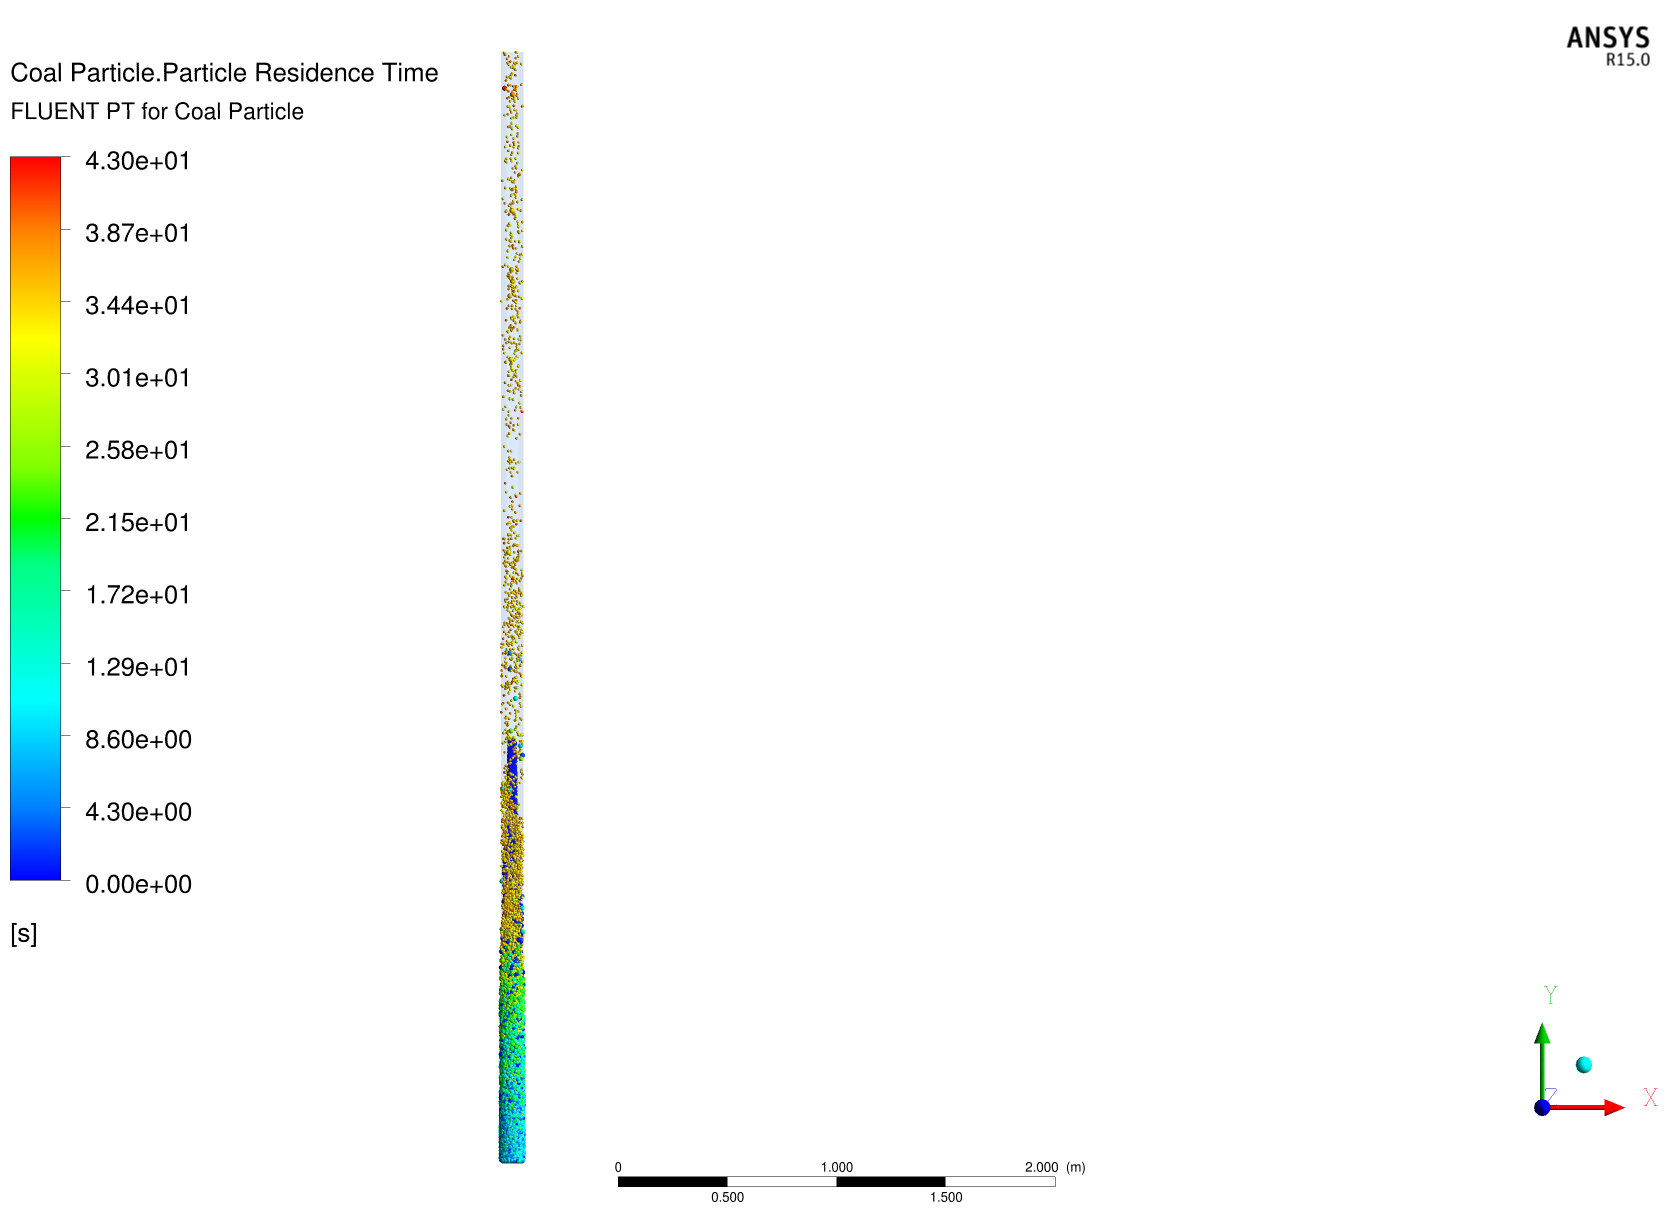 ANSYS
R15.0
Coal Particle.Particle Residence Time
FLUENT PT for Coal Particle
4.30e+01
3.87e+01
3.44e+01
3.01e+01
2.58e+01
2.15e+01
1.72e+01
1.29e+01
8.60e+00
4.30e+00
0.00e+00
[s]
Y
Z
X
0 1.000 2.000 (m)
0.500 1.500